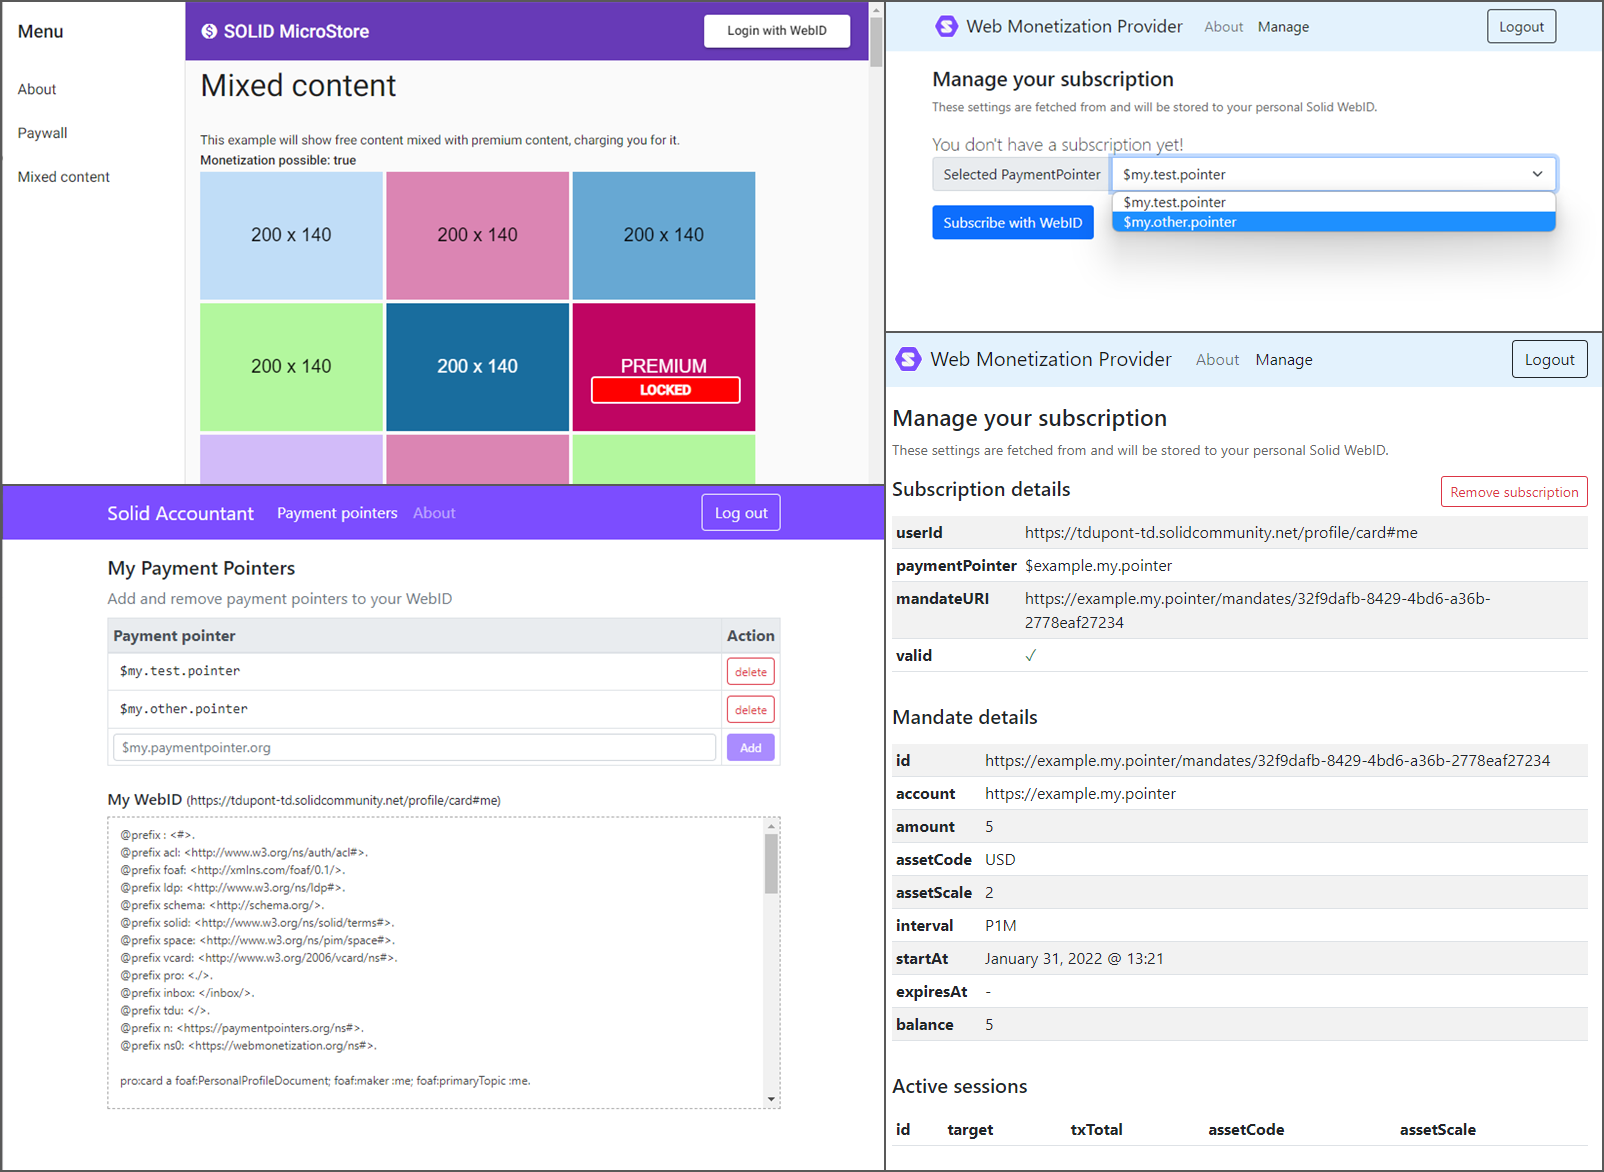 Menu
About
Paywall
Mixed content
$ SOLID MicroStore
Login with WebID
Mixed content
This example will show free content mixed with premium content, charging you for it.
Monetization possible: true
200 x 140
200 x 140
200 x 140
200 x 140
200 x 140
PREMIUM
LOCKED
Solid Accountant
Payment pointers
About
Log out
My Payment Pointers
Add and remove payment pointers to your WebID
Payment pointer
Action
$my.test.pointer
delete
$my.other.pointer
delete
$my.paymentpointer.org
Add
My WebID (https://tdupont-td.solidcommunity.net/profile/card#me)
@prefix : <#>.
@prefix acl: <http://www.w3.org/ns/auth/acl#>.
@prefix foaf: <http://xmlns.com/foaf/0.1/>.
@prefix ldp: <http://www.w3.org/ns/ldp#>.
@prefix schema: <http://schema.org/>.
@prefix solid: <http://www.w3.org/ns/solid/terms#>.
@prefix space: <http://www.w3.org/ns/pim/space#>.
@prefix vcard: <http://www.w3.org/2006/vcard/ns#>.
@prefix pro: <./>.
@prefix inbox: </inbox/>.
@prefix tdu: </>.
@prefix n: <https://paymentpointers.org/ns#>.
@prefix ns0: <https://webmonetization.org/ns#>.
pro:card a foaf:PersonalProfileDocument; foaf:maker :me; foaf:primaryTopic :me.
S Web Monetization Provider
About
Manage
Logout
Manage your subscription
These settings are fetched from and will be stored to your personal Solid WebID.
You don't have a subscription yet!
Selected PaymentPointer
$my.test.pointer
$my.test.pointer
$my.other.pointer
Subscribe with WebID
S Web Monetization Provider
About
Manage
Logout
Manage your subscription
These settings are fetched from and will be stored to your personal Solid WebID.
Subscription details
Remove subscription
userId https://tdupont-td.solidcommunity.net/profile/card#me
paymentPointer $example.my.pointer
mandateURI https://example.my.pointer/mandates/32f9dafb-8429-4bd6-a36b-
2778eaf27234
valid ✓
Mandate details
id https://example.my.pointer/mandates/32f9dafb-8429-4bd6-a36b-2778eaf27234
account https://example.my.pointer
amount 5
assetCode USD
assetScale 2
interval P1M
startAt January 31, 2022 @ 13:21
expiresAt -
balance 5
Active sessions
id target txTotal assetCode assetScale